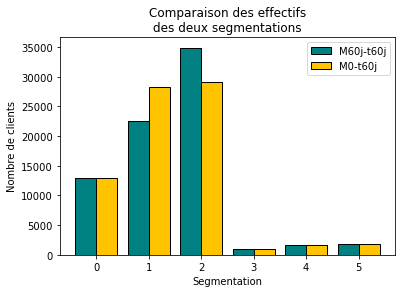 Comparaison des effectifs
des deux segmentations
M60j-t60j
M0-t60j
Nombre de clients
35000
30000
25000
20000
15000
10000
5000
0
0 1 2 3 4 5
Segmentation